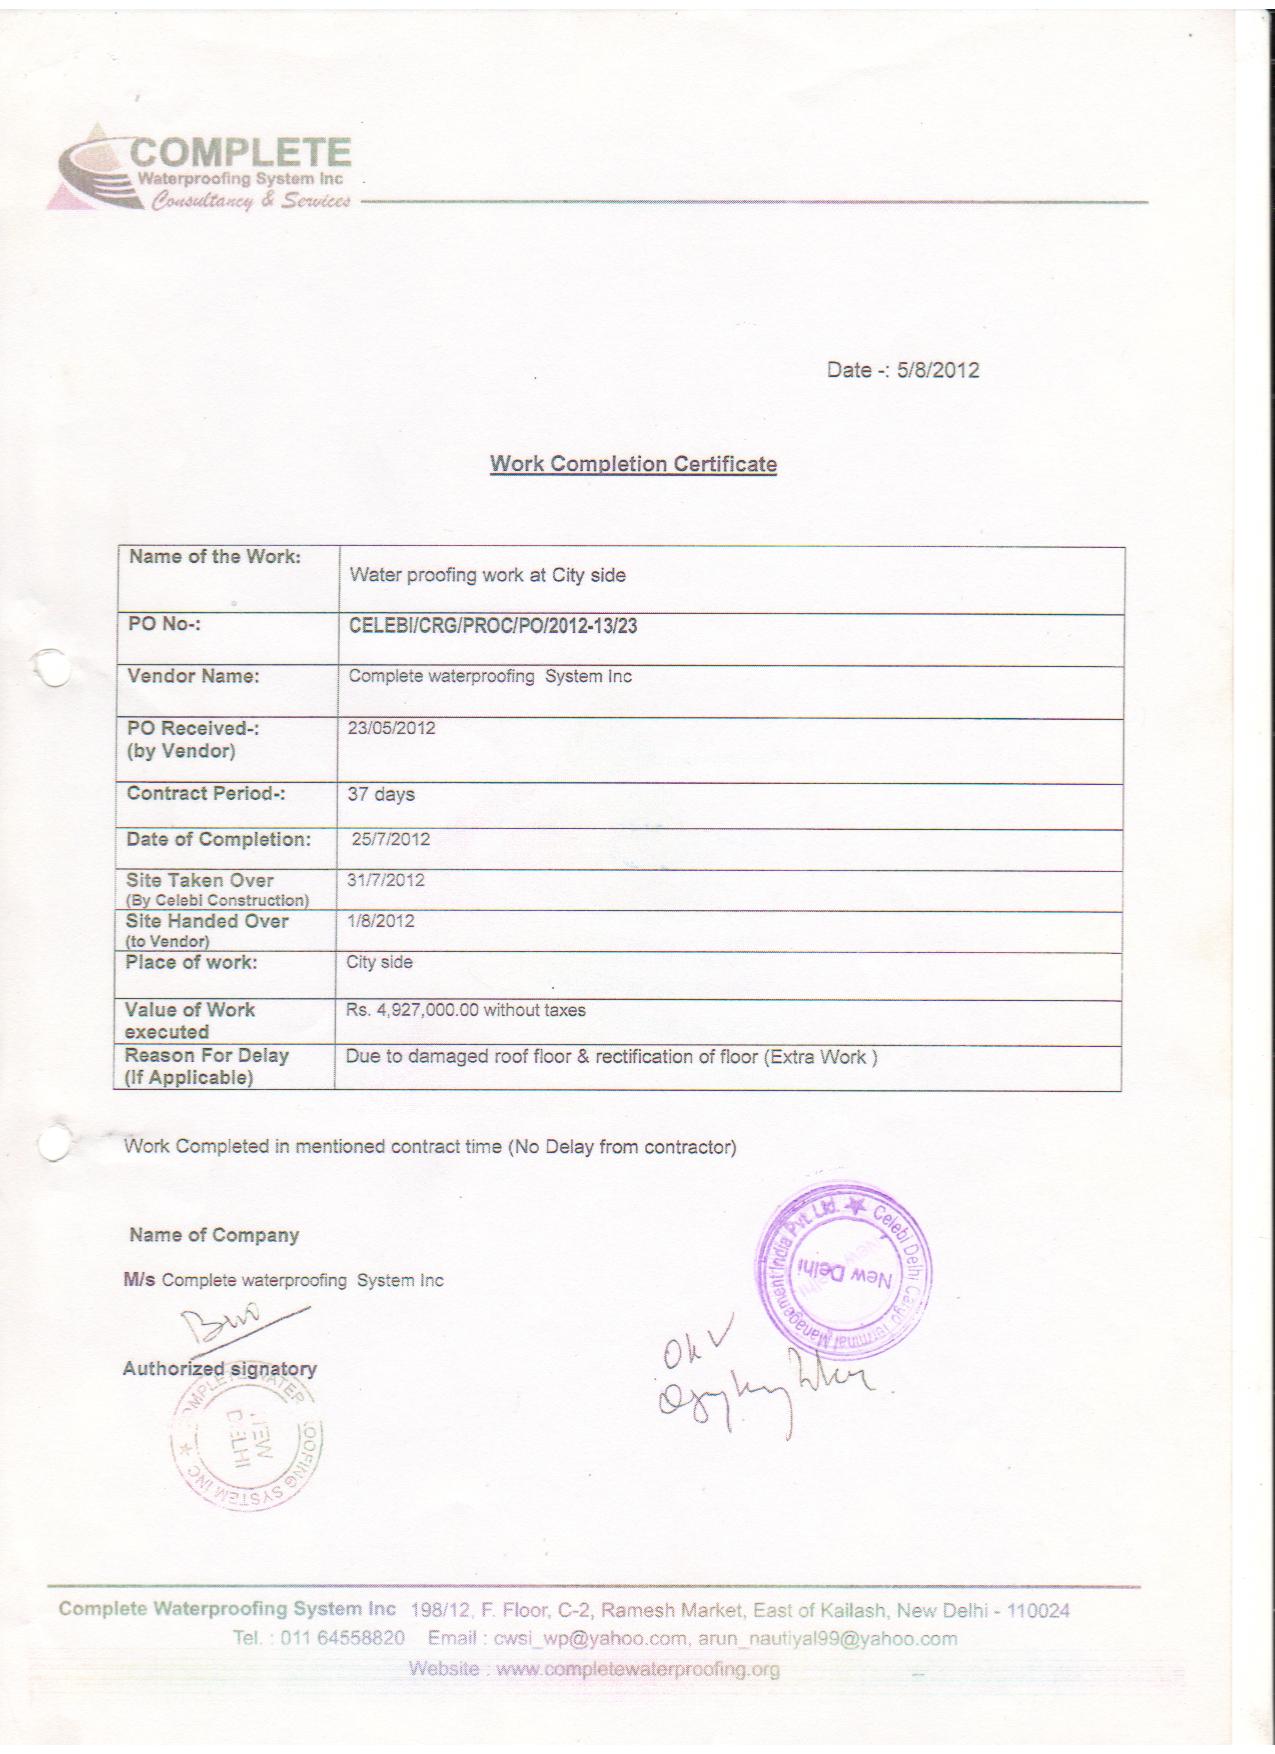 COMPLETE
Waterproofing System Inc
Consultancy & Services
Date -: 5/8/2012
Work Completion Certificate
Name of the Work:
Water proofing work at City side
PO No-:
CELEBI/CRG/PROC/PO/2012-13/23
Vendor Name:
Complete waterproofing System Inc
PO Received-:
(by Vendor)
23/05/2012
Contract Period-:
37 days
Date of Completion:
25/7/2012
Site Taken Over
(By Celebi Construction)
31/7/2012
Site Handed Over
(to Vendor)
1/8/2012
Place of work:
City side
Value of Work
executed
Rs. 4,927,000.00 without taxes
Reason For Delay
(If Applicable)
Due to damaged roof floor & rectification of floor (Extra Work )
Work Completed in mentioned contract time (No Delay from contractor)
Name of Company
M/s Complete waterproofing System Inc
Authorized signatory
Celebi Delhi Cargo Terminal Management India Pvt. Ltd.
New Delhi
Ok
NEW
DELHI
SYSTEM INC
Complete Waterproofing System Inc 198/12, F. Floor, C-2, Ramesh Market, East of Kailash, New Delhi - 110024
Tel. : 011 64558820 Email : cwsi_wp@yahoo.com, arun_nautiyal99@yahoo.com
Website : www.completewaterproofing.org